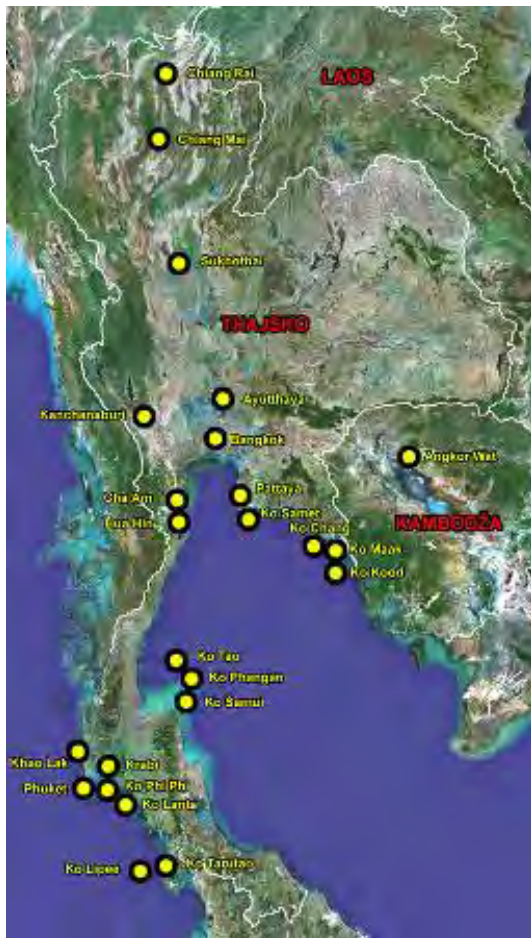 Chiang Rai
LAOS
Chiang Mai
Sukhothai
THAJSKO
Ayutthaya
Kanchanaburi
Bangkok
Angkor Wat
Pattaya
Cha Am
Ko Samet
Hua Hin
Ko Chang
KAMBODŽA
Ko Maak
Ko Kood
Ko Tao
Ko Phangan
Ko Samui
Khao Lak
Krabi
Phuket
Ko Phi Phi
Ko Lanta
Ko Lipee
Ko Tarutao